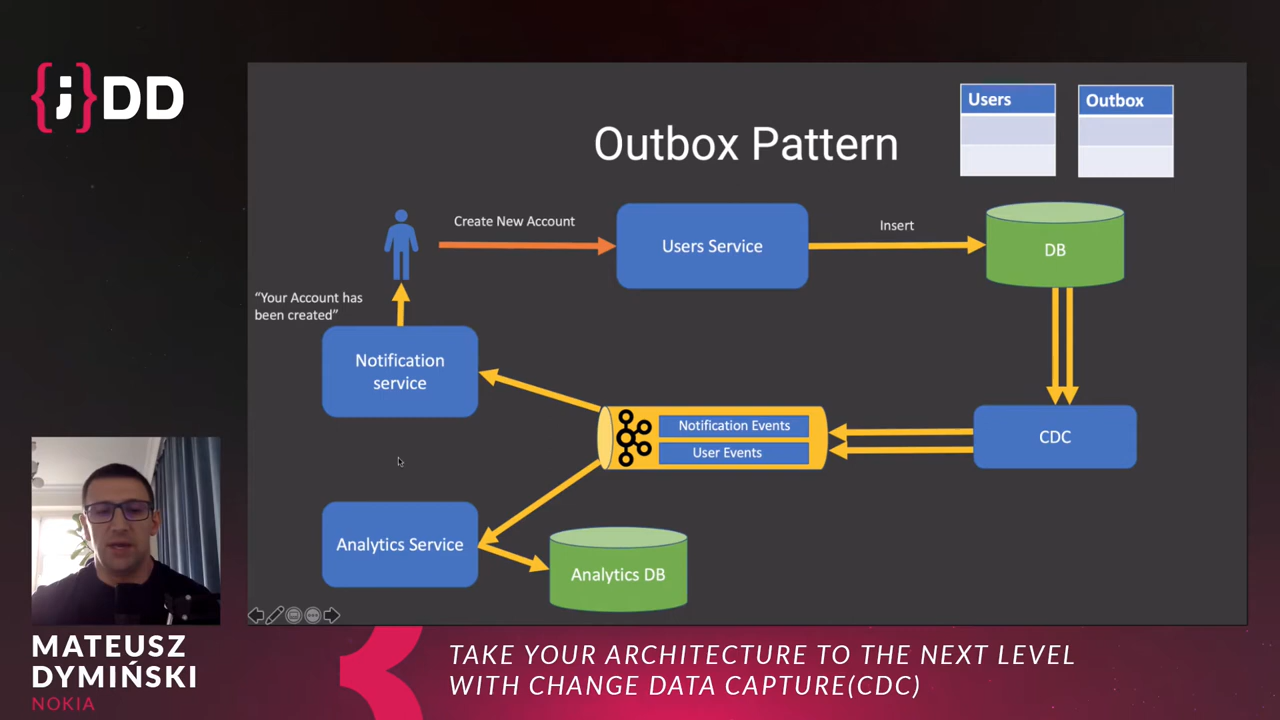 {;}DD
Users
Outbox
Outbox Pattern
Create New Account
Users Service
Insert
DB
“Your Account has
been created”
Notification
service
Notification Events
User Events
CDC
Analytics Service
Analytics DB
MATEUSZ
DYMIŃSKI
NOKIA
TAKE YOUR ARCHITECTURE TO THE NEXT LEVEL
WITH CHANGE DATA CAPTURE(CDC)